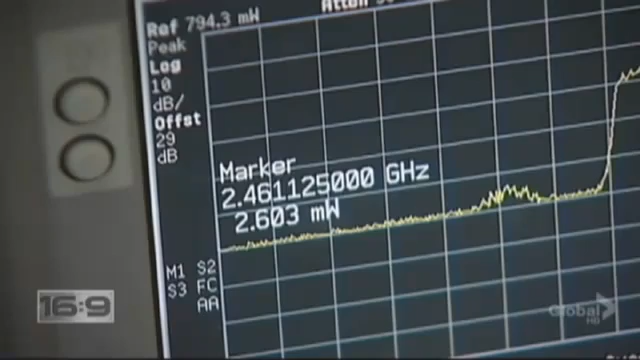 Ref 794.3 mW
Atten
Peak
Log
10
dB/
Offst
29
dB
Marker
2.461125000 GHz
2.603 mW
M1 S2
S3 FC
AA
16:9
Global
HD